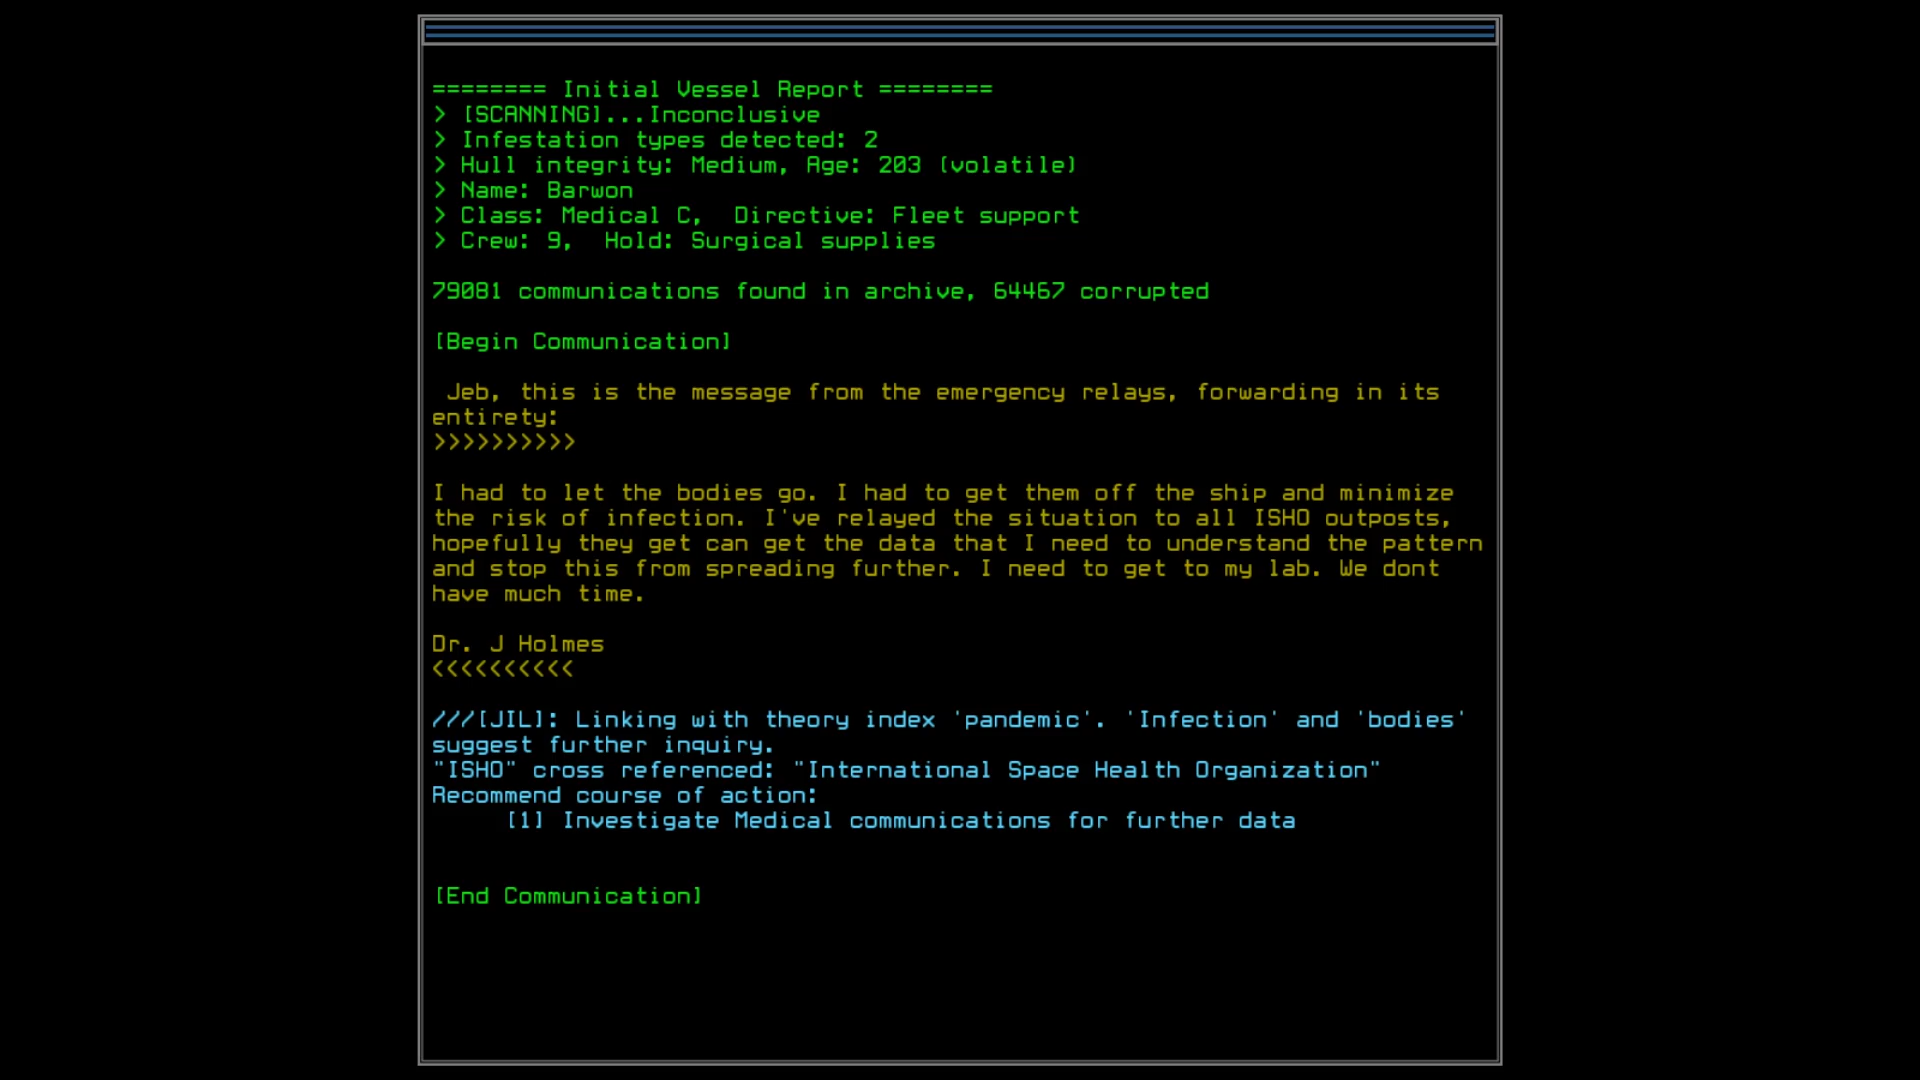 ======== Initial Vessel Report ========
> [SCANNING]...Inconclusive
> Infestation types detected: 2
> Hull integrity: Medium, Age: 203 (volatile)
> Name: Barwon
> Class: Medical C,  Directive: Fleet support
> Crew: 9,  Hold: Surgical supplies
79081 communications found in archive, 64467 corrupted
[Begin Communication]
Jeb, this is the message from the emergency relays, forwarding in its
entirety:
>>>>>>>>>>
I had to let the bodies go. I had to get them off the ship and minimize
the risk of infection. I've relayed the situation to all ISHO outposts,
hopefully they get can get the data that I need to understand the pattern
and stop this from spreading further. I need to get to my lab. We dont
have much time.
Dr. J Holmes
<<<<<<<<<<
///[JIL]: Linking with theory index 'pandemic'. 'Infection' and 'bodies'
suggest further inquiry.
"ISHO" cross referenced: "International Space Health Organization"
Recommend course of action:
[1] Investigate Medical communications for further data
[End Communication]